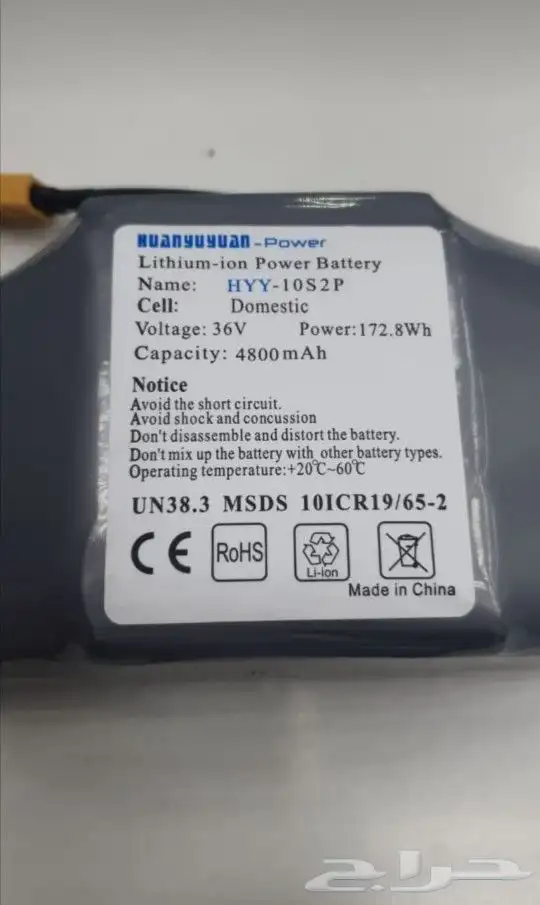 HUANYUYUAN-Power
Lithium-ion Power Battery
Name: HYY-10S2P
Cell: Domestic
Voltage: 36V Power:172.8Wh
Capacity: 4800mAh
Notice
Avoid the short circuit.
Avoid shock and concussion
Don't disassemble and distort the battery.
Don't mix up the battery with other battery types.
Operating temperature:+20℃~60℃
UN38.3 MSDS 10ICR19/65-2
CE RoHS Li-ion
Made in China
حراج